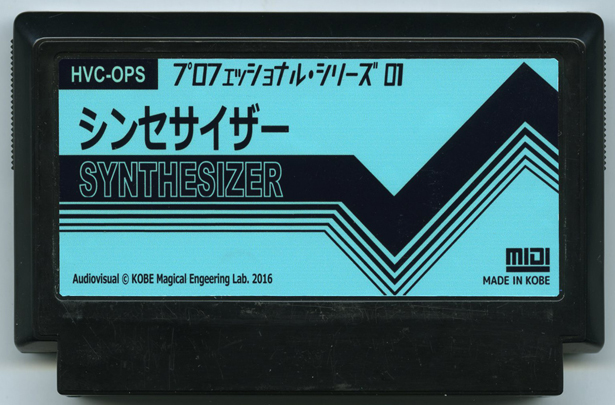 HVC-OPS プロフェッショナル・シリーズ 01
シンセサイザー
SYNTHESIZER
Audiovisual © KOBE Magical Engeering Lab. 2016
MIDI
MADE IN KOBE